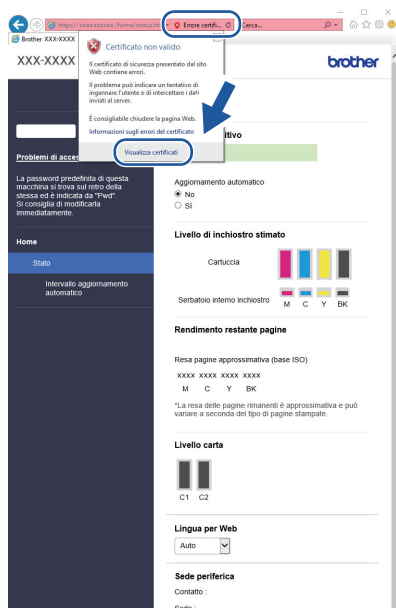 https://xxxxxxxxxx/home/status.ht
Errore certifi...
Cerca...
Brother XXX-XXXX
XXX-XXXX
brother
Certificato non valido
Il certificato di sicurezza presentato dal sito
Web contiene errori.
Il problema può indicare un tentativo di
ingannare l'utente o di intercettare i dati
inviati al server.
È consigliabile chiudere la pagina Web.
Informazioni sugli errori del certificato
Visualizza certificati
Problemi di acces
La password predefinita di questa
macchina si trova sul retro della
stessa ed è indicata da "Pwd".
Si consiglia di modificarla
immediatamente.
Home
Stato
Intervallo aggiornamento
automatico
itivo
Aggiornamento automatico
No
Sì
Livello di inchiostro stimato
Cartuccia
Serbatoio interno inchiostro
M C Y BK
Rendimento restante pagine
Resa pagine approssimativa (base ISO)
xxxx xxxx xxxx xxxx
M C Y BK
*La resa delle pagine rimanenti è approssimativa e può
variare a seconda del tipo di pagine stampate.
Livello carta
C1 C2
Lingua per Web
Auto
Sede periferica
Contatto :